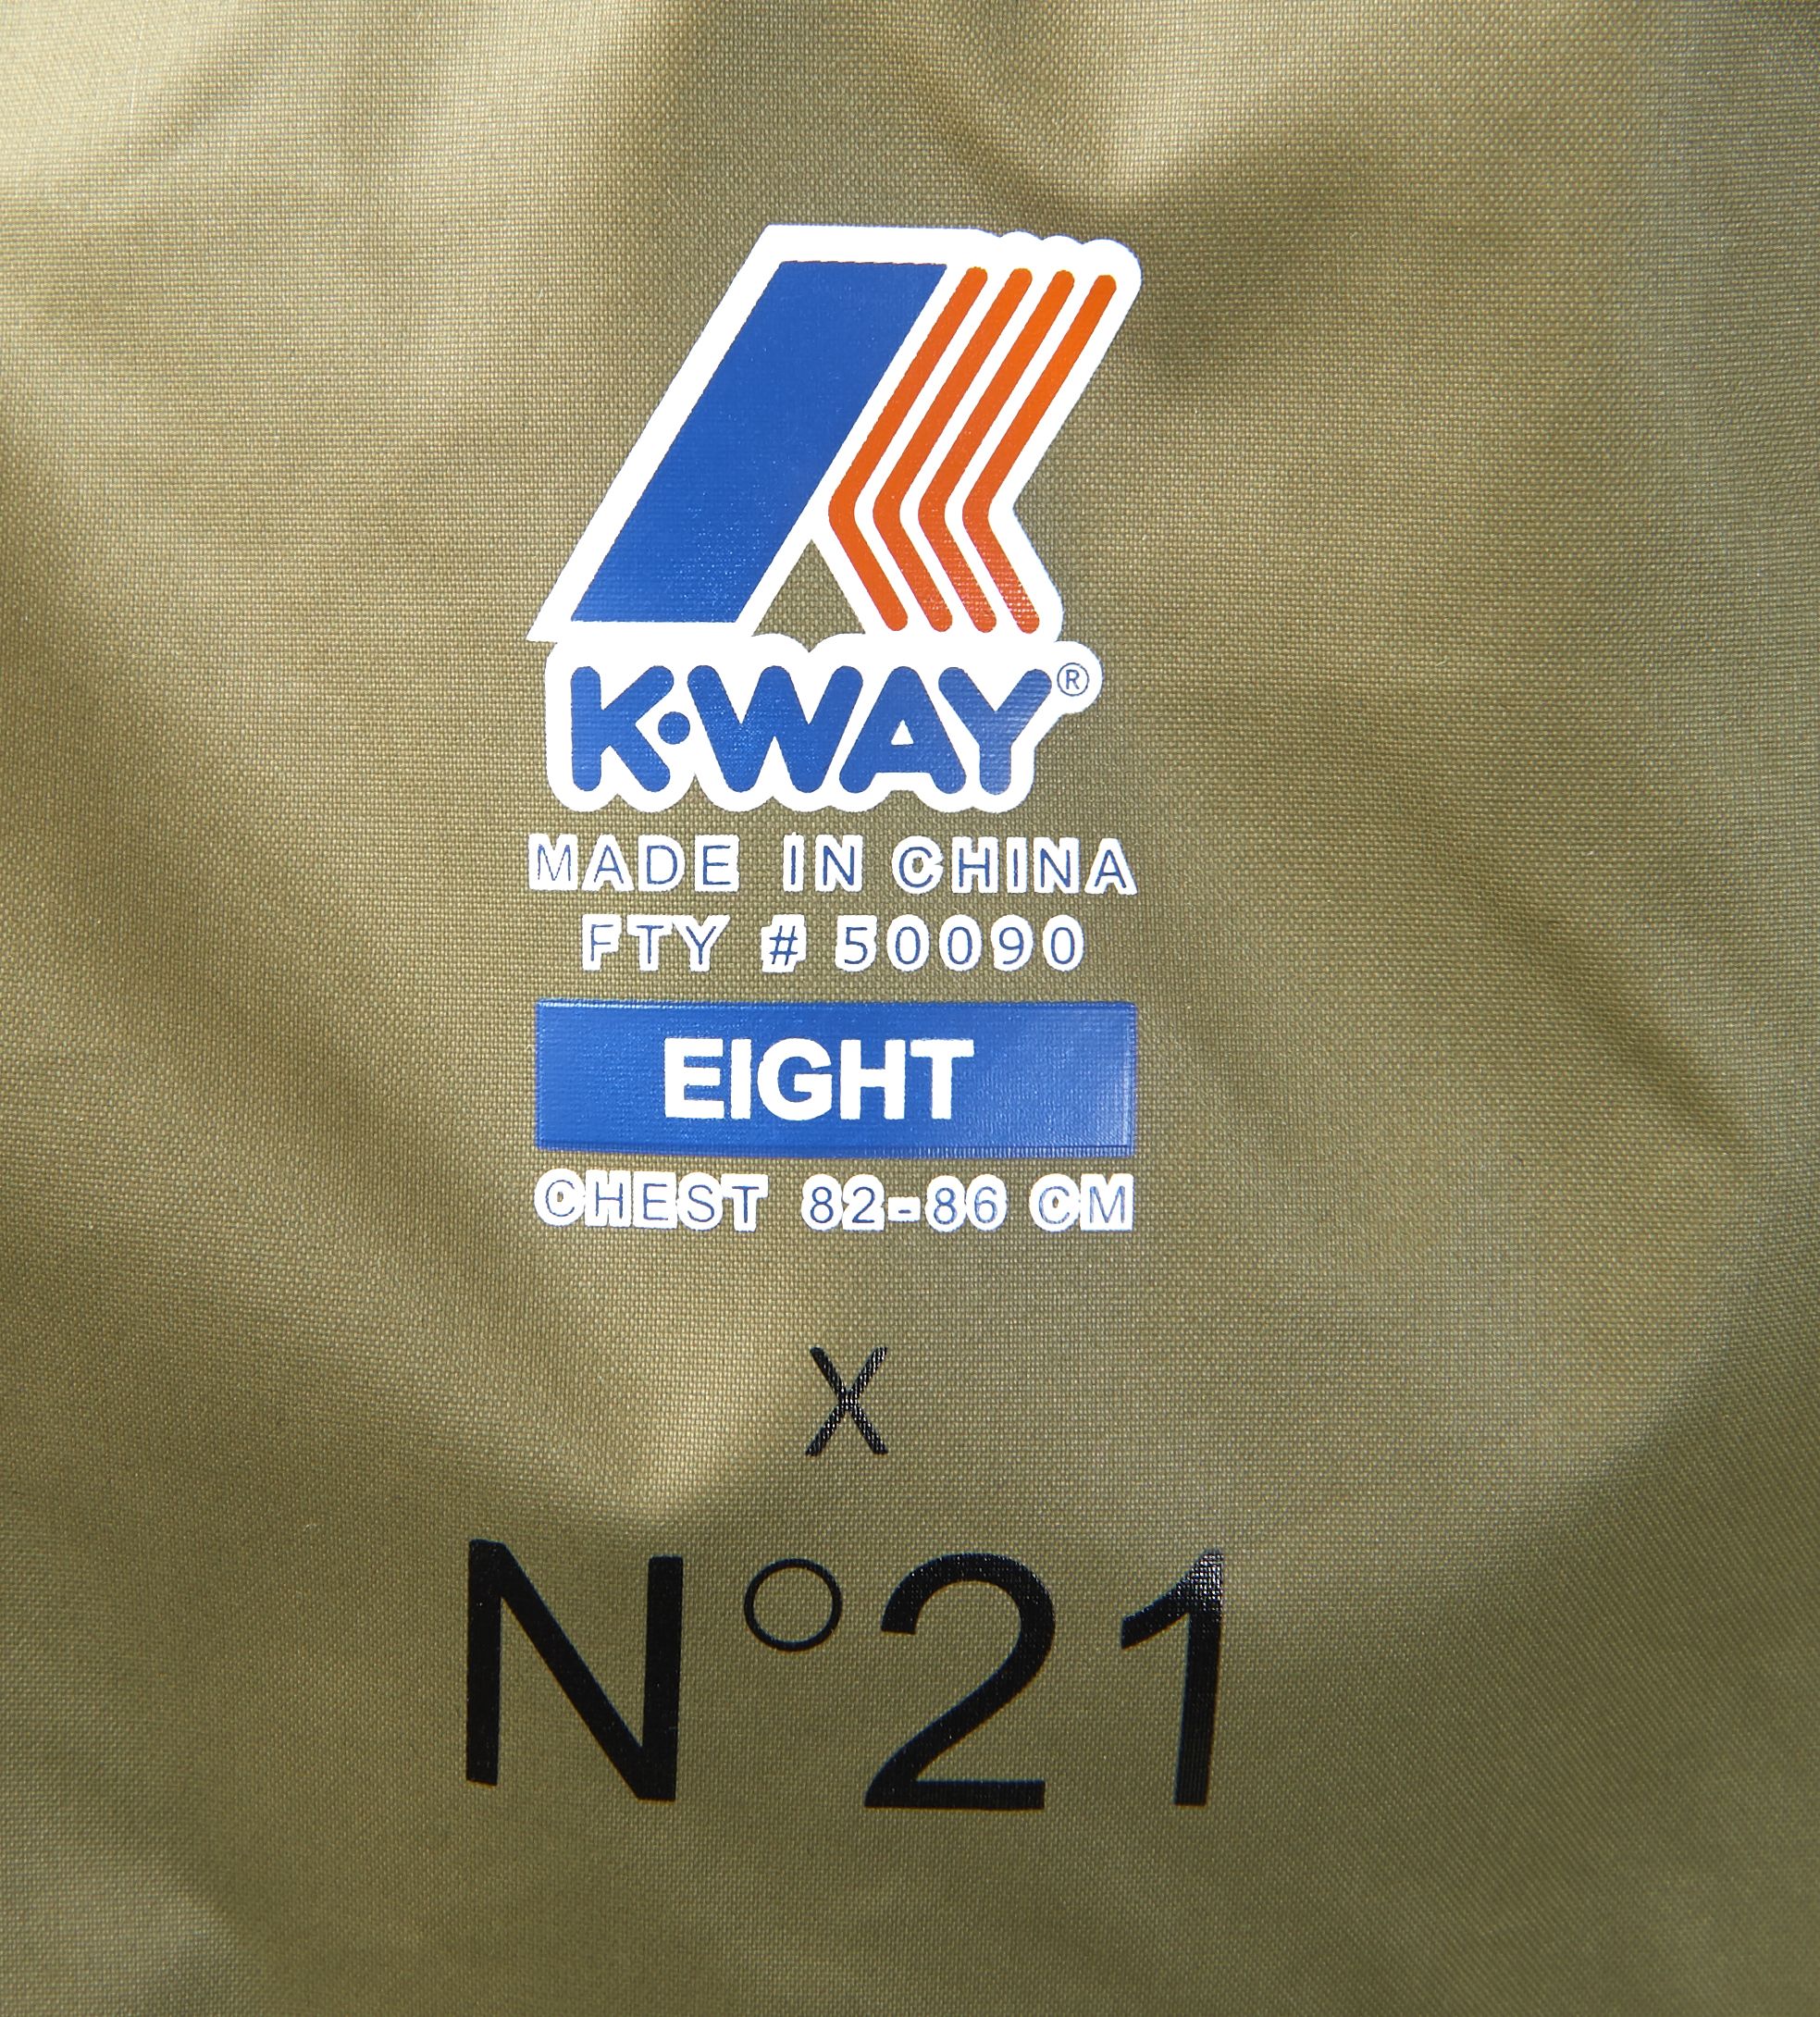 K·WAY®
MADE IN CHINA
FTY # 50090
EIGHT
CHEST 82-86 CM
X
N°21